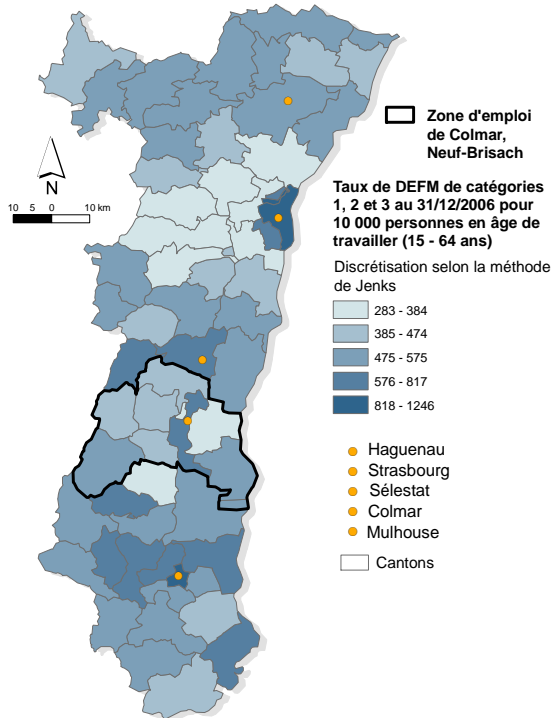 Zone d'emploi
de Colmar,
Neuf-Brisach
N
10 5 0 10 km
Taux de DEFM de catégories
1, 2 et 3 au 31/12/2006 pour
10 000 personnes en âge de
travailler (15 - 64 ans)
Discrétisation selon la méthode
de Jenks
283 - 384
385 - 474
475 - 575
576 - 817
818 - 1246
Haguenau
Strasbourg
Sélestat
Colmar
Mulhouse
Cantons